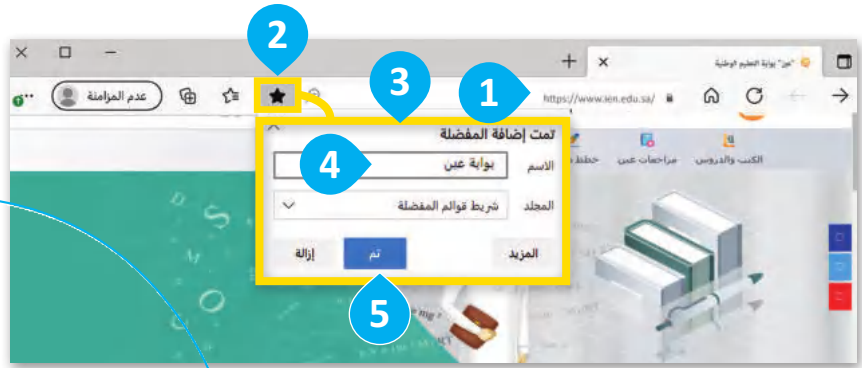 2
"عين" بوابة التعليم الوطنية
3
1
https://www.ien.edu.sa/
عدم المزامنة
تمت إضافة المفضلة
الكتب والدروس
مراجعات عين
خطط
4
الاسم
بوابة عين
المجلد
شريط قوائم المفضلة
المزيد
تم
إزالة
5